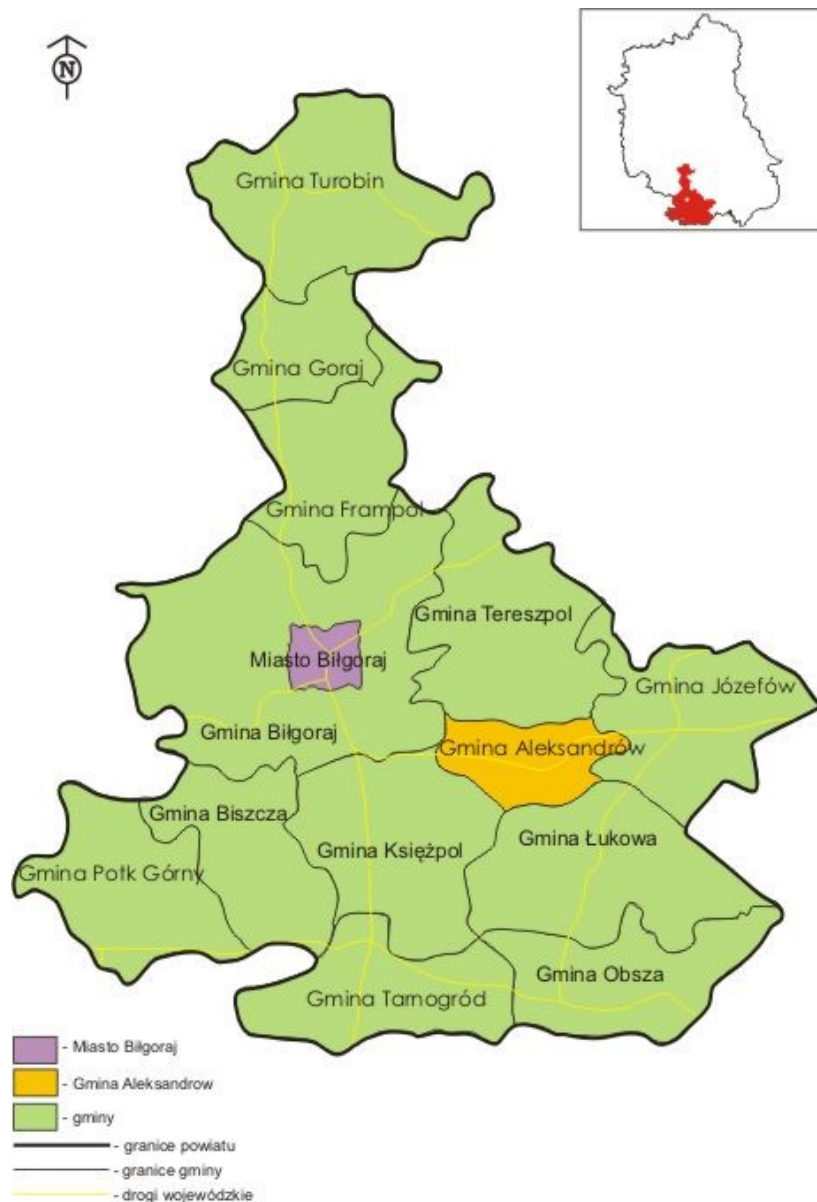 N
Gmina Turobin
Gmina Goraj
Gmina Frampol
Gmina Tereszpol
Miasto Biłgoraj
Gmina Józefów
Gmina Biłgoraj
Gmina Aleksandrów
Gmina Biszcza
Gmina Łukowa
Gmina Księżpol
Gmina Potk Górny
Gmina Obsza
Gmina Tarnogród
- Miasto Biłgoraj
- Gmina Aleksandrow
- gminy
- granice powiatu
- granice gminy
- drogi wojewódzkie